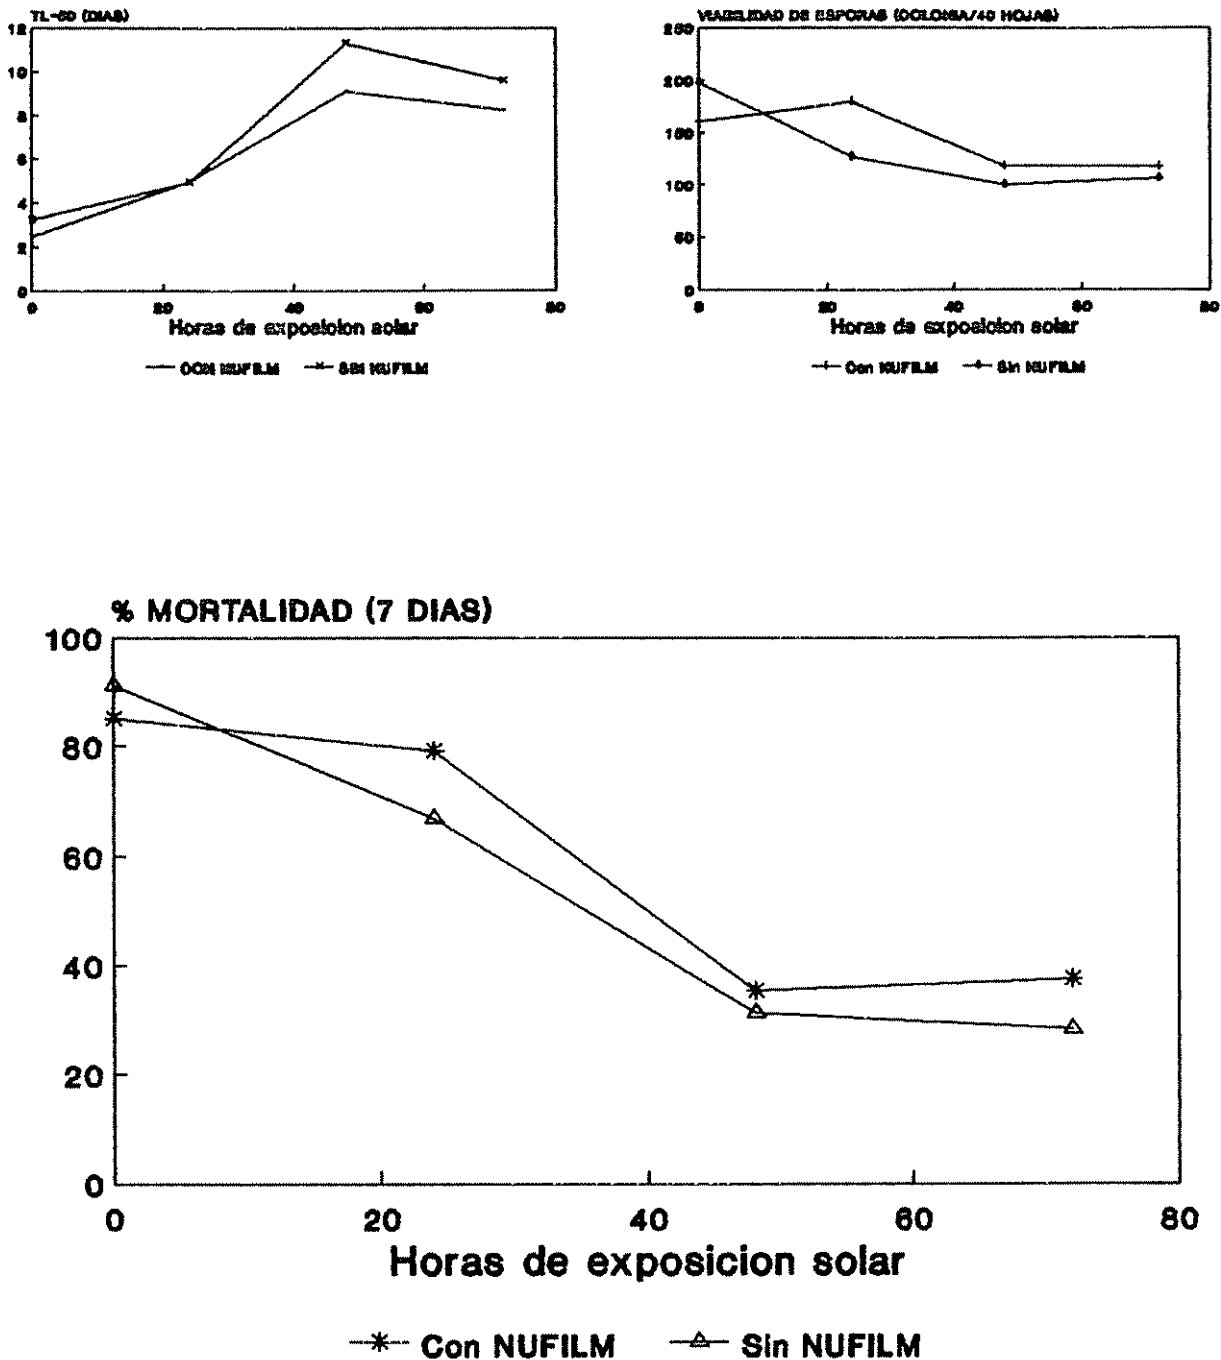 TL-50 (DIAS)
12
10
8
6
4
2
0
0 20 40 60 80
Horas de exposicion solar
CON NUFILM SIN NUFILM
VIABILIDAD DE ESPORAS (COLONIA/40 HOJAS)
250
200
150
100
50
0
0 20 40 60 80
Horas de exposicion solar
Con NUFILM Sin NUFILM
% MORTALIDAD (7 DIAS)
100
80
60
40
20
0
0 20 40 60 80
Horas de exposicion solar
Con NUFILM Sin NUFILM